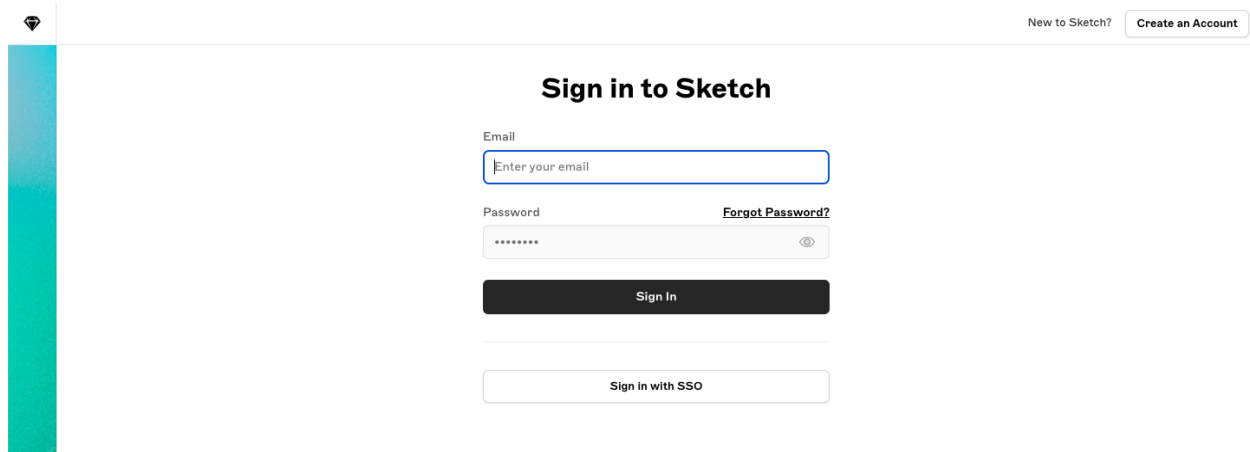 New to Sketch? Create an Account
Sign in to Sketch
Email
Enter your email
Password Forgot Password?
••••••••
Sign In
Sign in with SSO